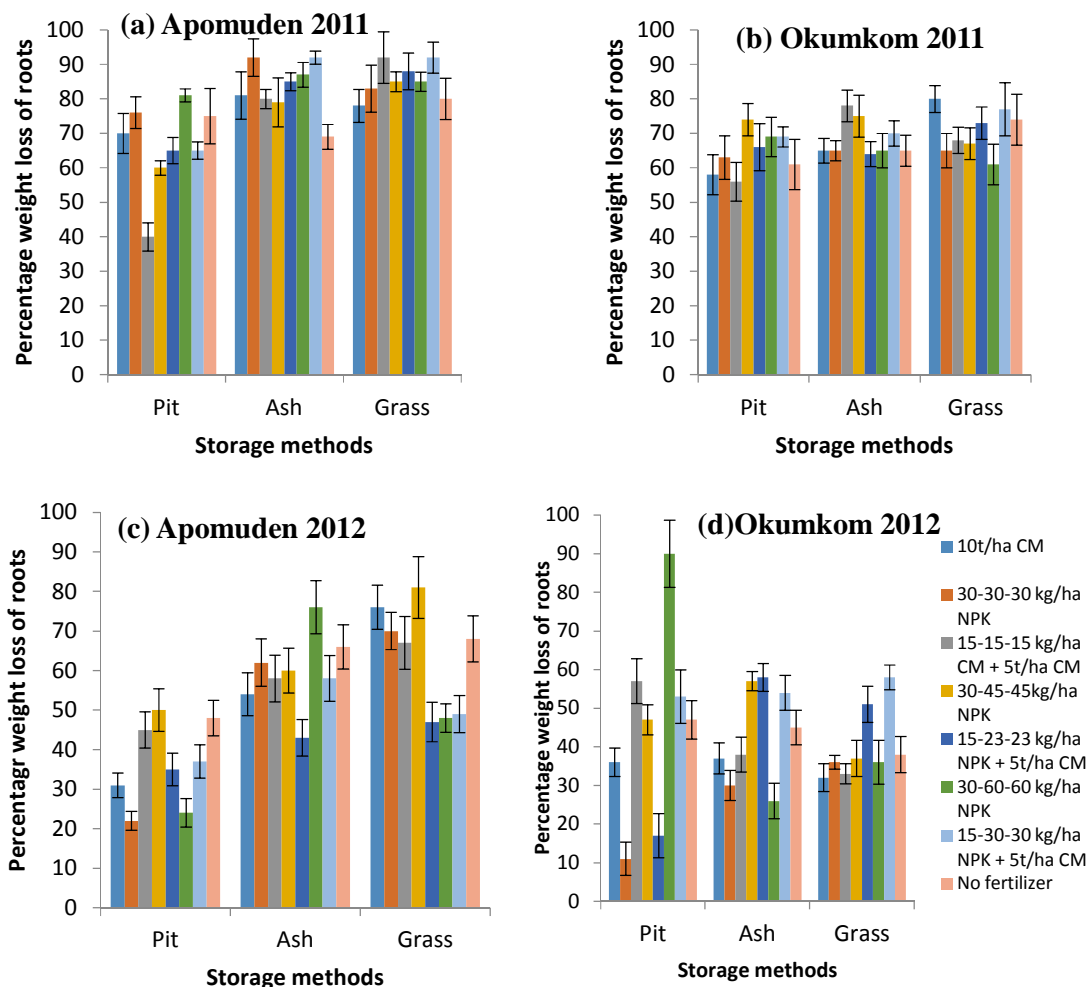 (a) Apomuden 2011
Percentage weight loss of roots
100
90
80
70
60
50
40
30
20
10
0
Pit Ash Grass
Storage methods
(b) Okumkom 2011
Percentage weight loss of roots
100
90
80
70
60
50
40
30
20
10
0
Pit Ash Grass
Storage methods
(c) Apomuden 2012
Percentagr weight loss of roots
100
90
80
70
60
50
40
30
20
10
0
Pit Ash Grass
Storage methods
(d)Okumkom 2012
Percentage weight loss of roots
100
90
80
70
60
50
40
30
20
10
0
Pit Ash Grass
Storage methods
10t/ha CM
30-30-30 kg/ha
NPK
15-15-15 kg/ha
CM + 5t/ha CM
30-45-45kg/ha
NPK
15-23-23 kg/ha
NPK + 5t/ha CM
30-60-60 kg/ha
NPK
15-30-30 kg/ha
NPK + 5t/ha CM
No fertilizer